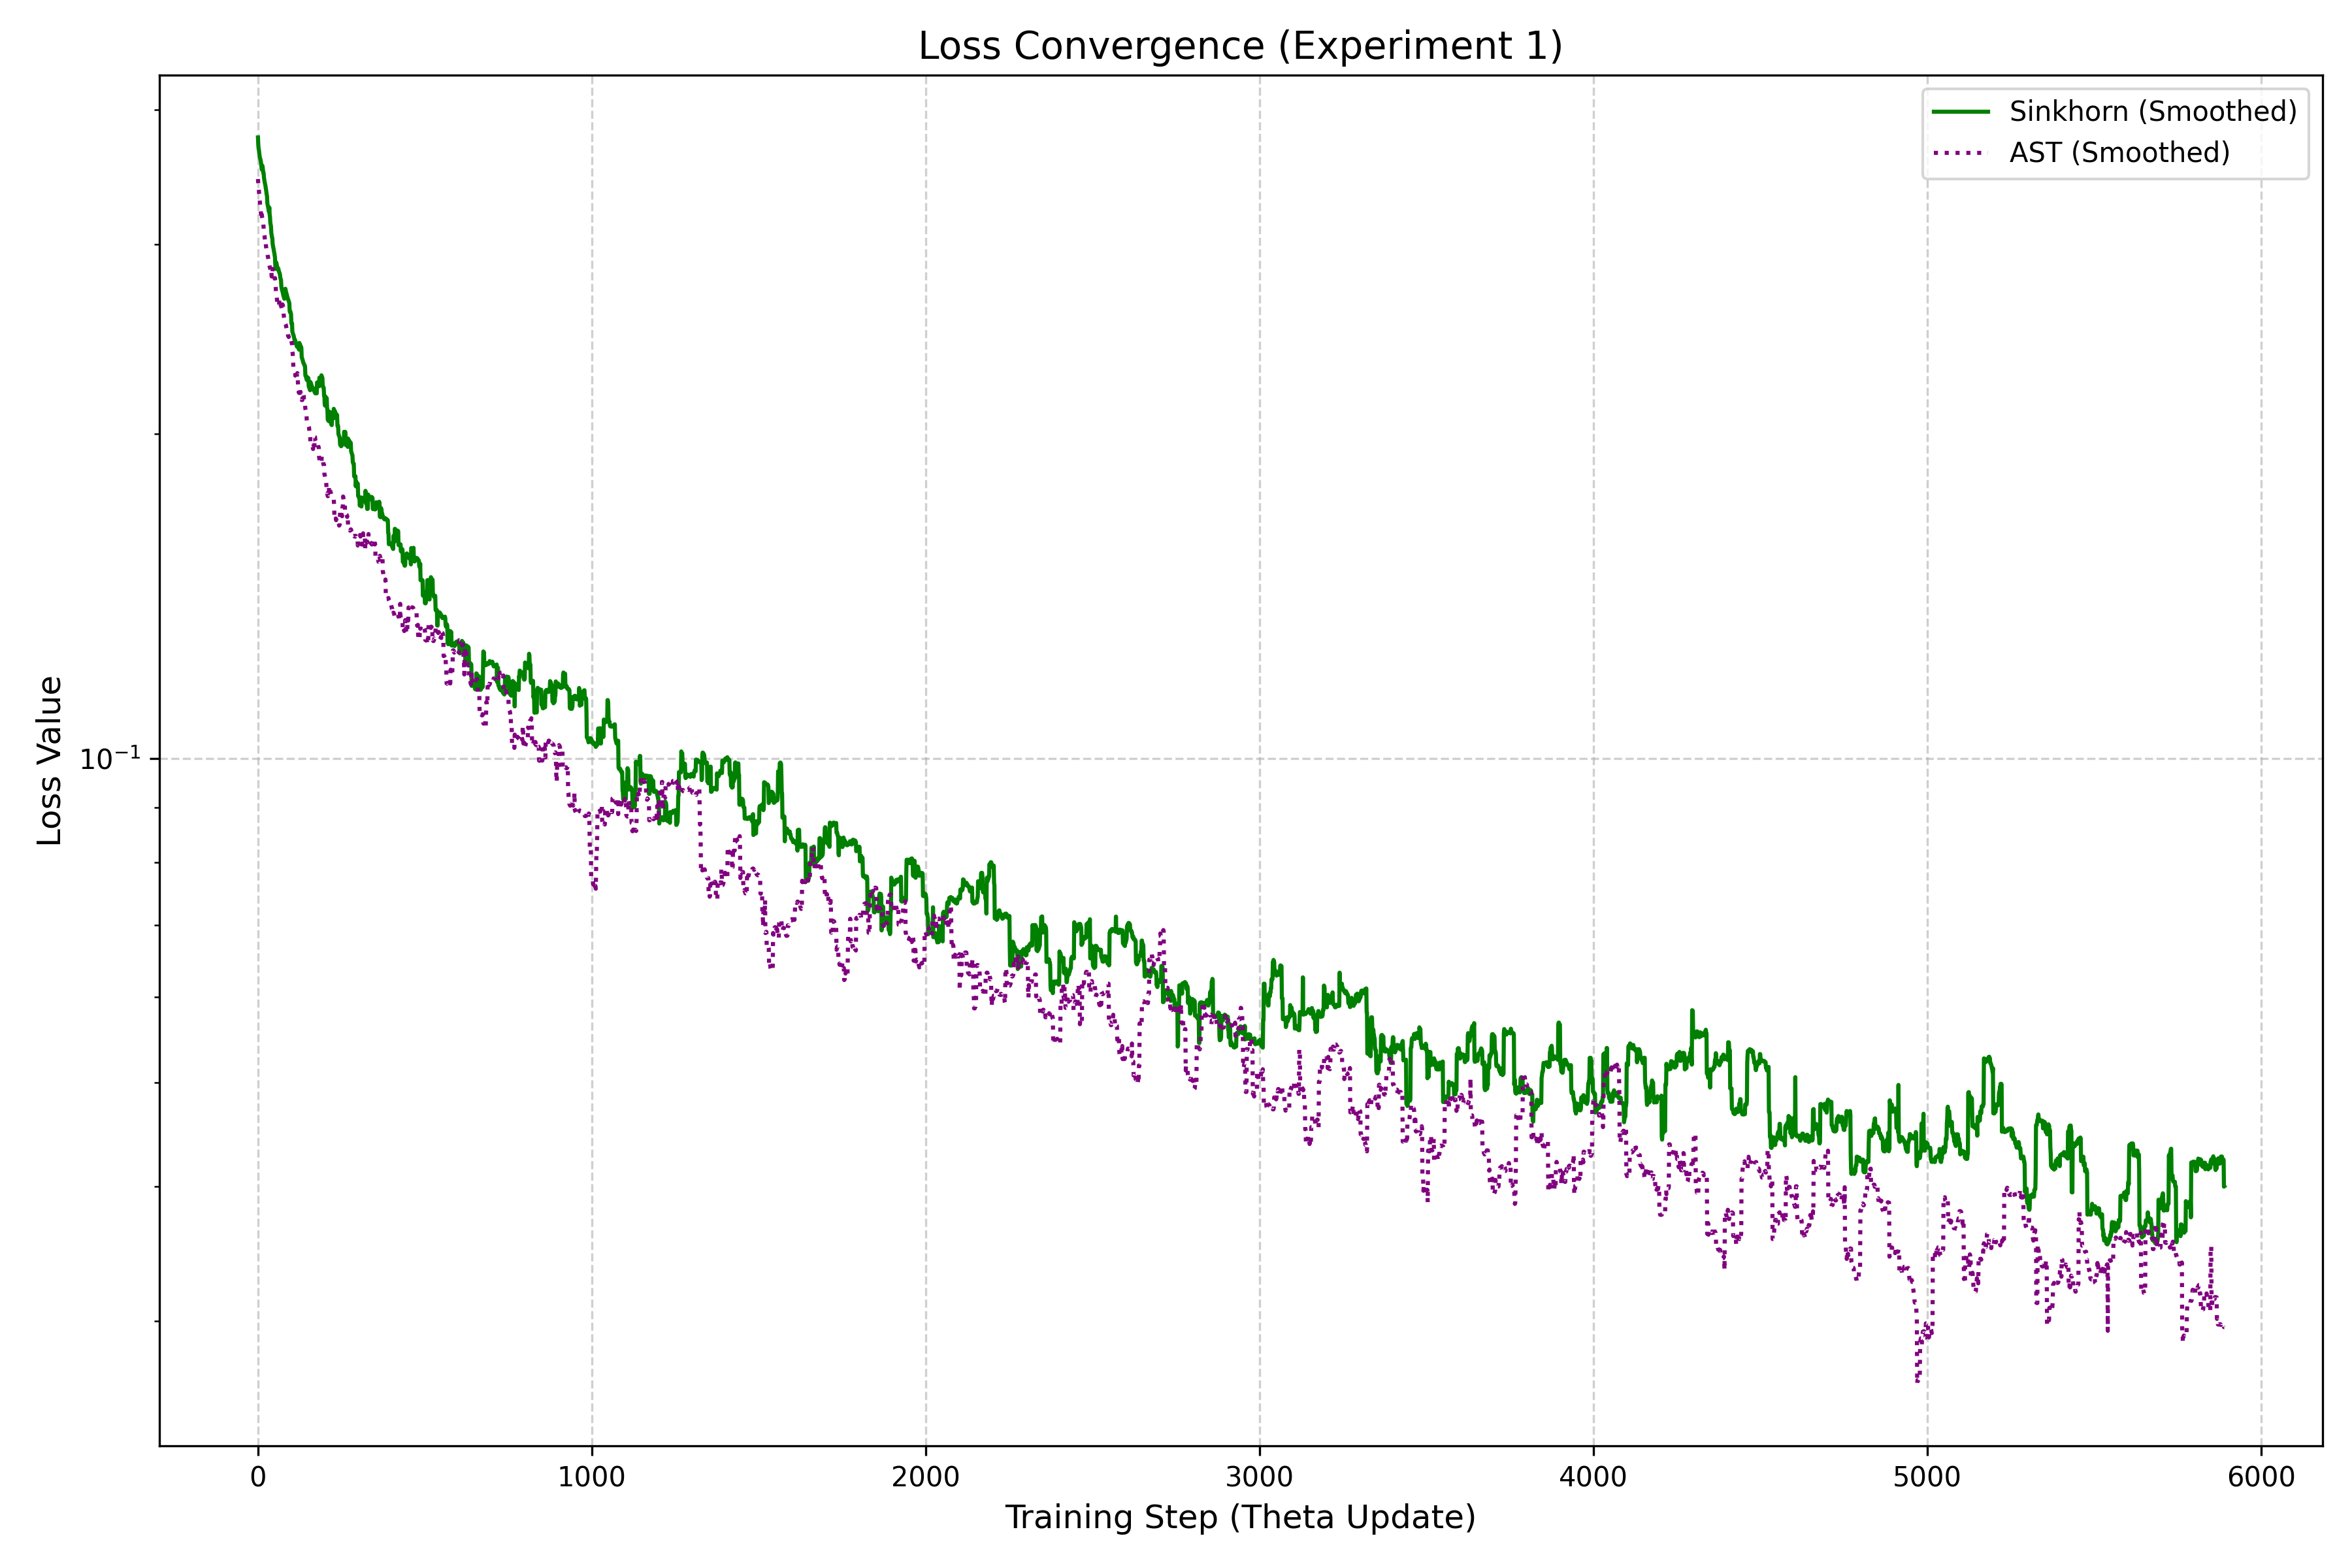 Loss Convergence (Experiment 1)
Sinkhorn (Smoothed)
AST (Smoothed)
Loss Value
10⁻¹
0 1000 2000 3000 4000 5000 6000
Training Step (Theta Update)